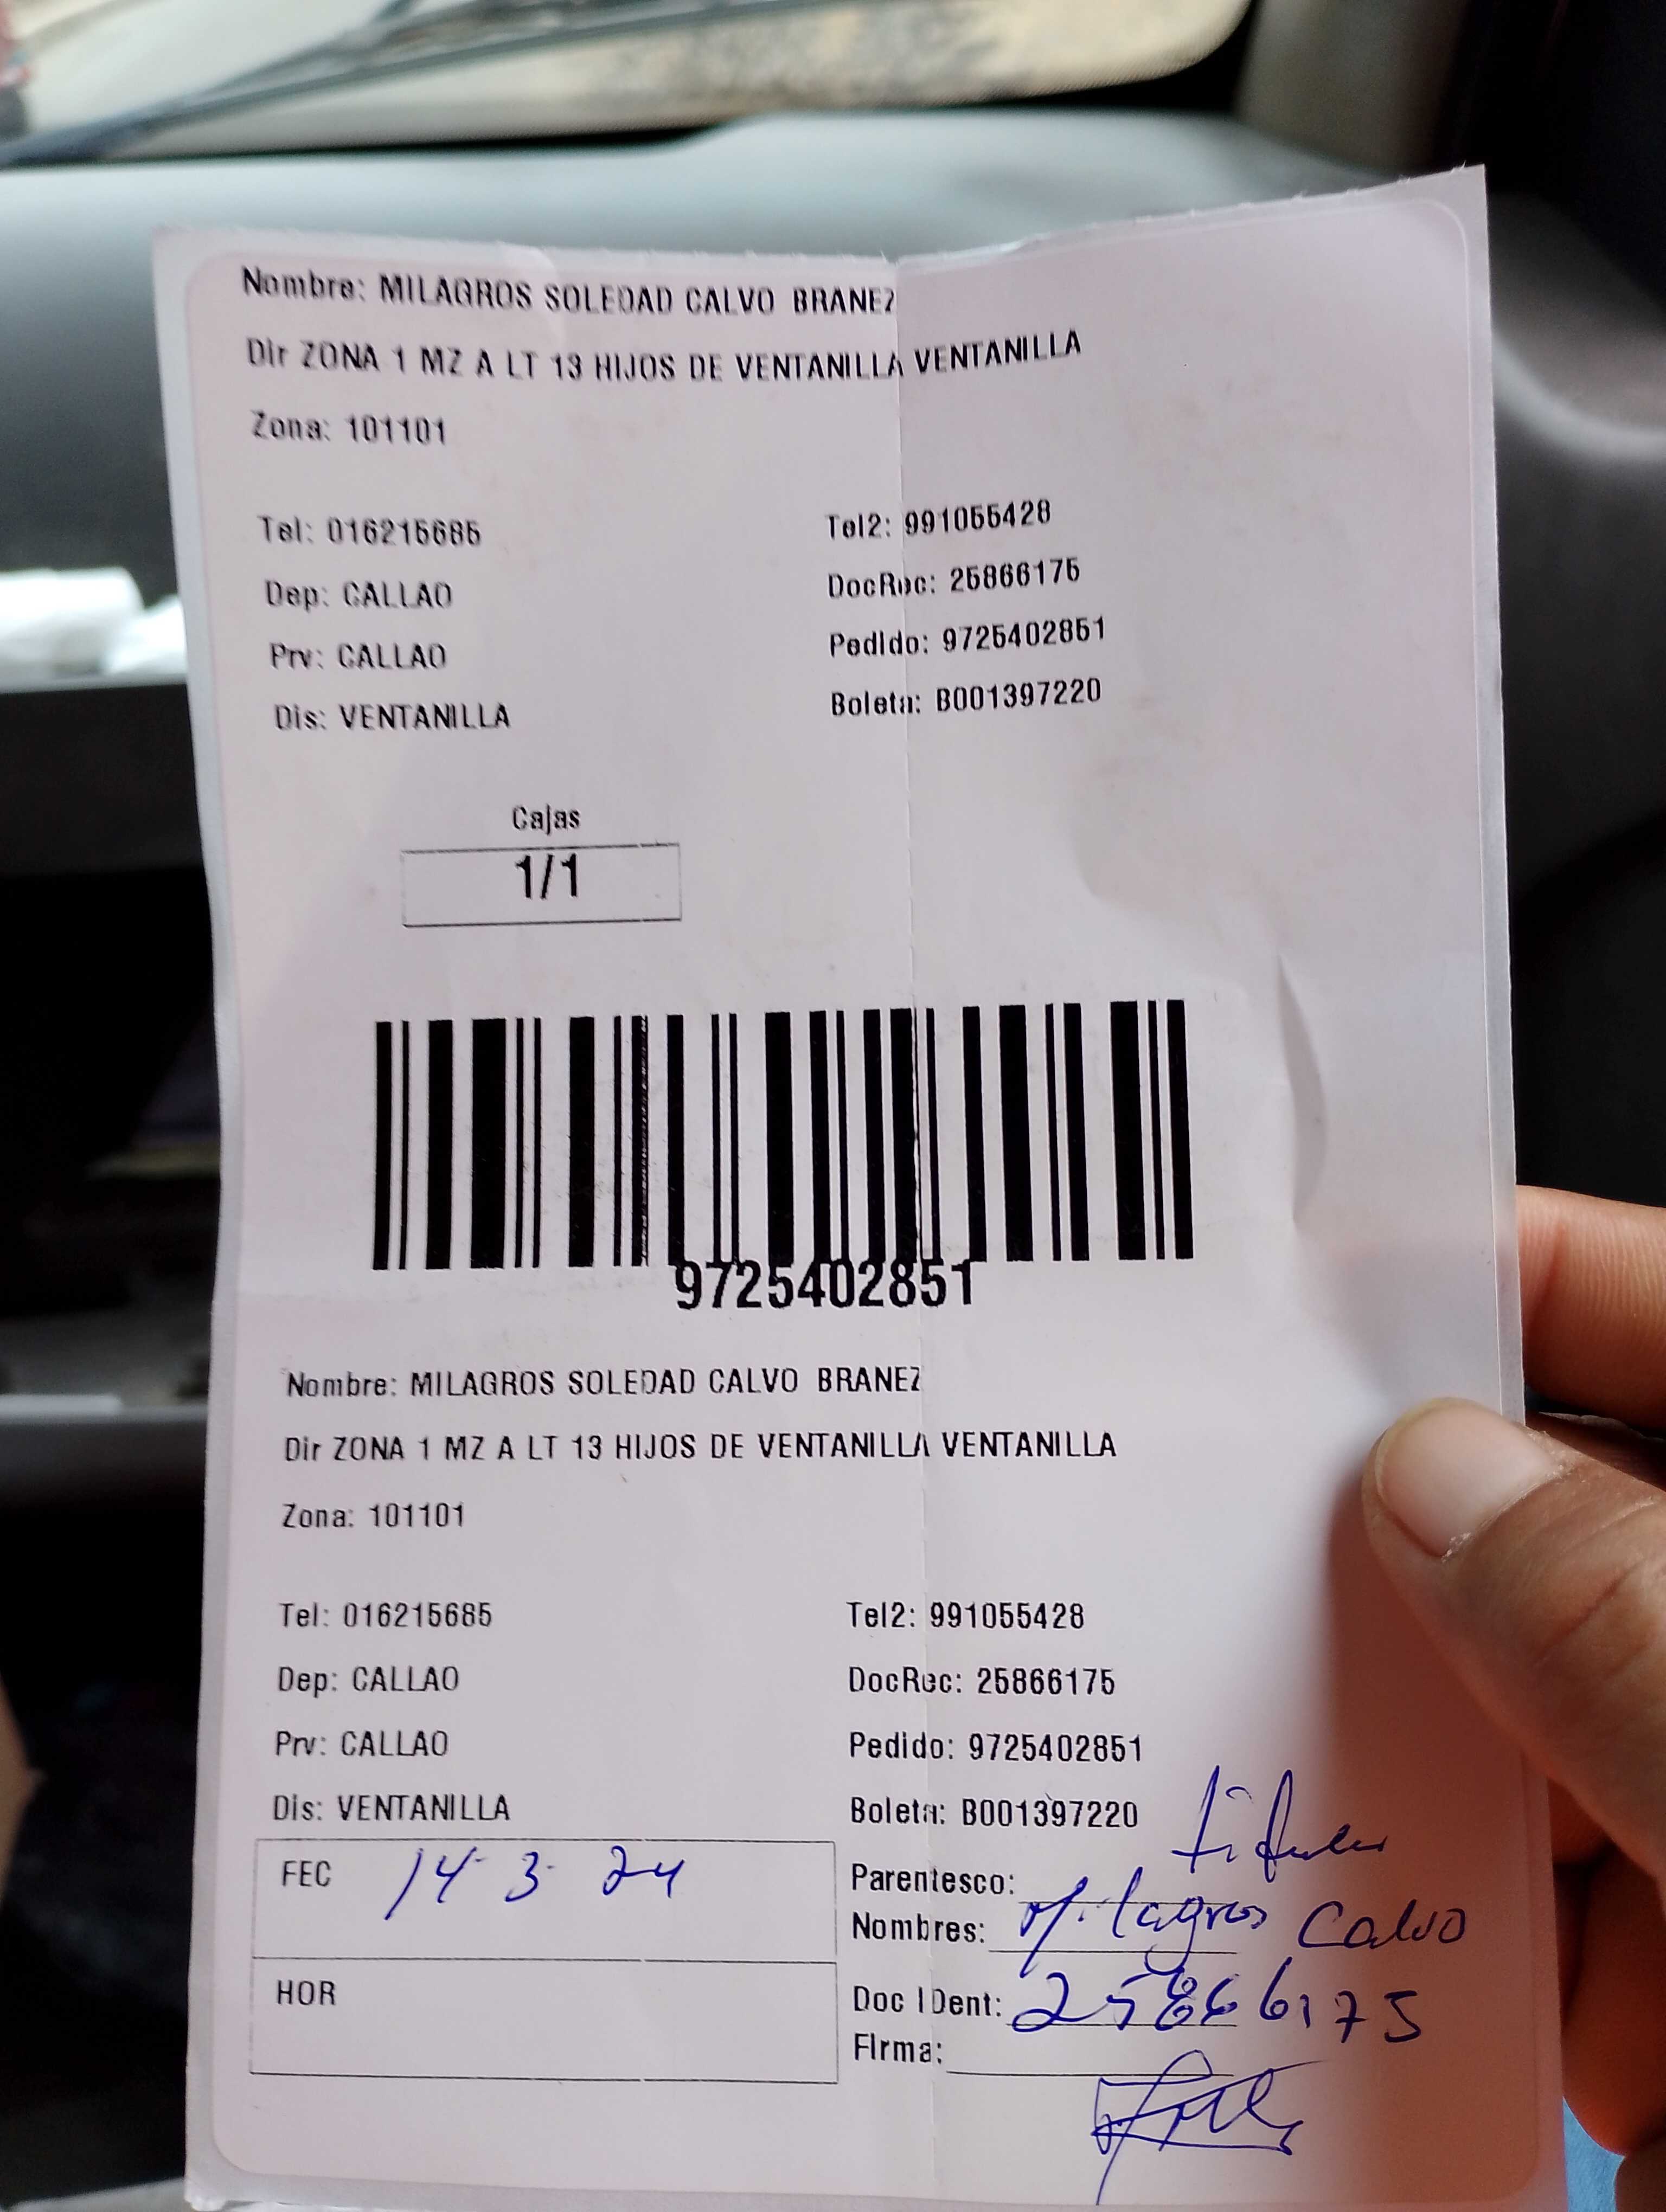 Nombre: MILAGROS SOLEDAD CALVO BRANEZ
Dir ZONA 1 MZ A LT 13 HIJOS DE VENTANILLA VENTANILLA
Zona: 101101
Tel: 016215685 Tel2: 991055428
Dep: CALLAO DocRec: 25866175
Prv: CALLAO Pedido: 9725402851
Dis: VENTANILLA Boleta: B001397220
Cajas
1/1
9725402851
Nombre: MILAGROS SOLEDAD CALVO BRANEZ
Dir ZONA 1 MZ A LT 13 HIJOS DE VENTANILLA VENTANILLA
Zona: 101101
Tel: 016215685 Tel2: 991055428
Dep: CALLAO DocRec: 25866175
Prv: CALLAO Pedido: 9725402851
Dis: VENTANILLA Boleta: B001397220
FEC 14-3-24
HOR
Parentesco: titular
Nombres: Milagros Calvo
Doc IDent: 25866175
Firma: